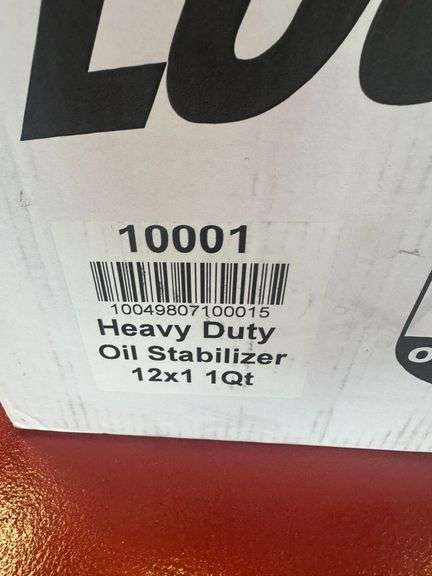 10001
10049807100015
Heavy Duty
Oil Stabilizer
12x1 1Qt